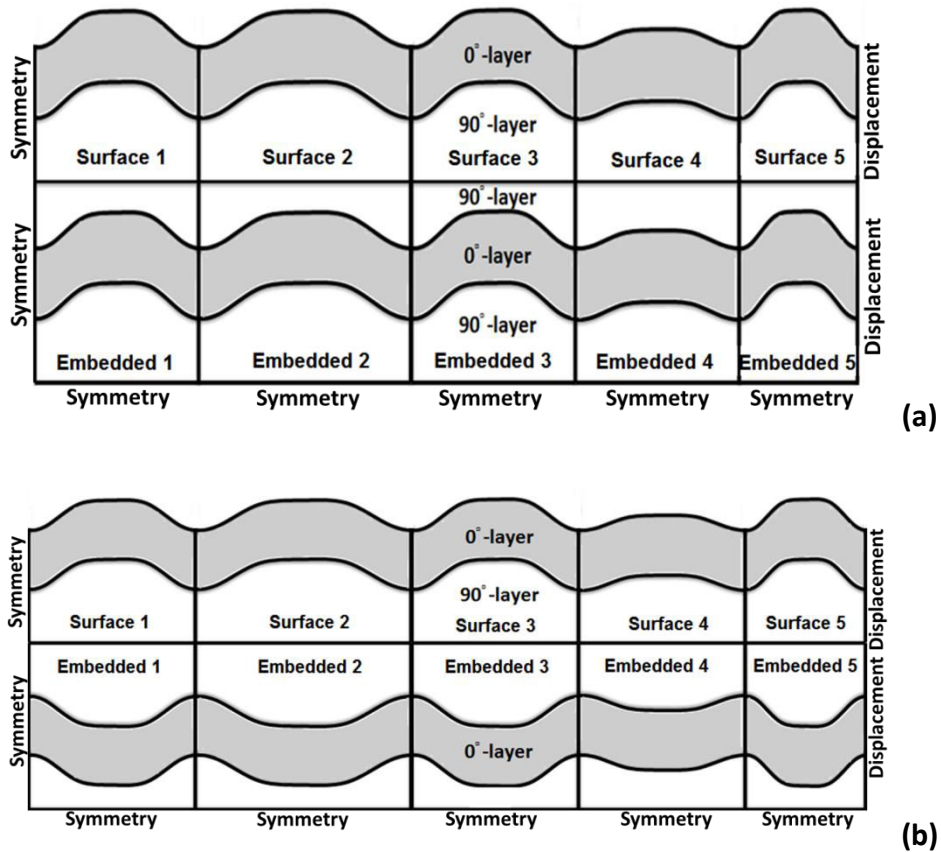 0°-layer
90°-layer
Surface 1 Surface 2 Surface 3 Surface 4 Surface 5
Symmetry
Displacement
90°-layer
0°-layer
90°-layer
Embedded 1 Embedded 2 Embedded 3 Embedded 4 Embedded 5
Symmetry
Displacement
Symmetry Symmetry Symmetry Symmetry Symmetry
(a)
0°-layer
90°-layer
Surface 1 Surface 2 Surface 3 Surface 4 Surface 5
Symmetry
Displacement
Embedded 1 Embedded 2 Embedded 3 Embedded 4 Embedded 5
0°-layer
Symmetry
Displacement
Symmetry Symmetry Symmetry Symmetry Symmetry
(b)